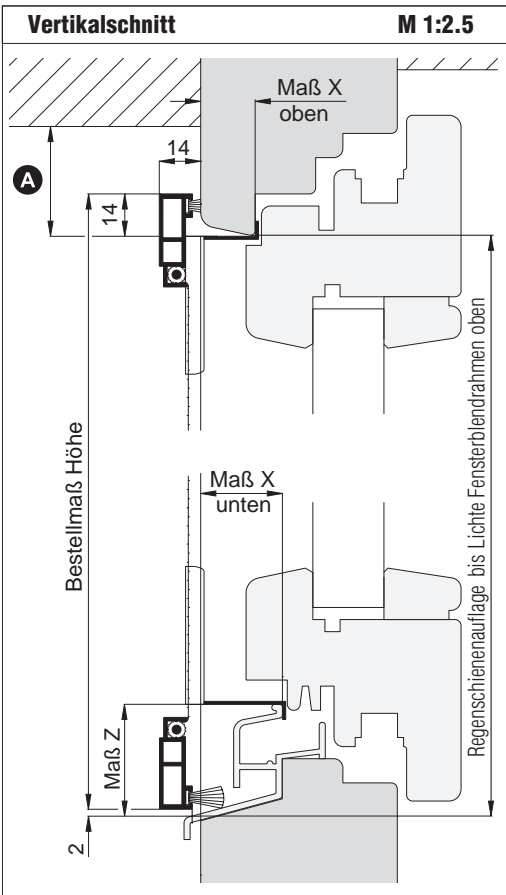 Vertikalschnitt M 1:2.5
Maß X
oben
14
A
14
Bestellmaß Höhe
Regenschienenauflage bis Lichte Fensterblendrahmen oben
Maß X
unten
Maß Z
2